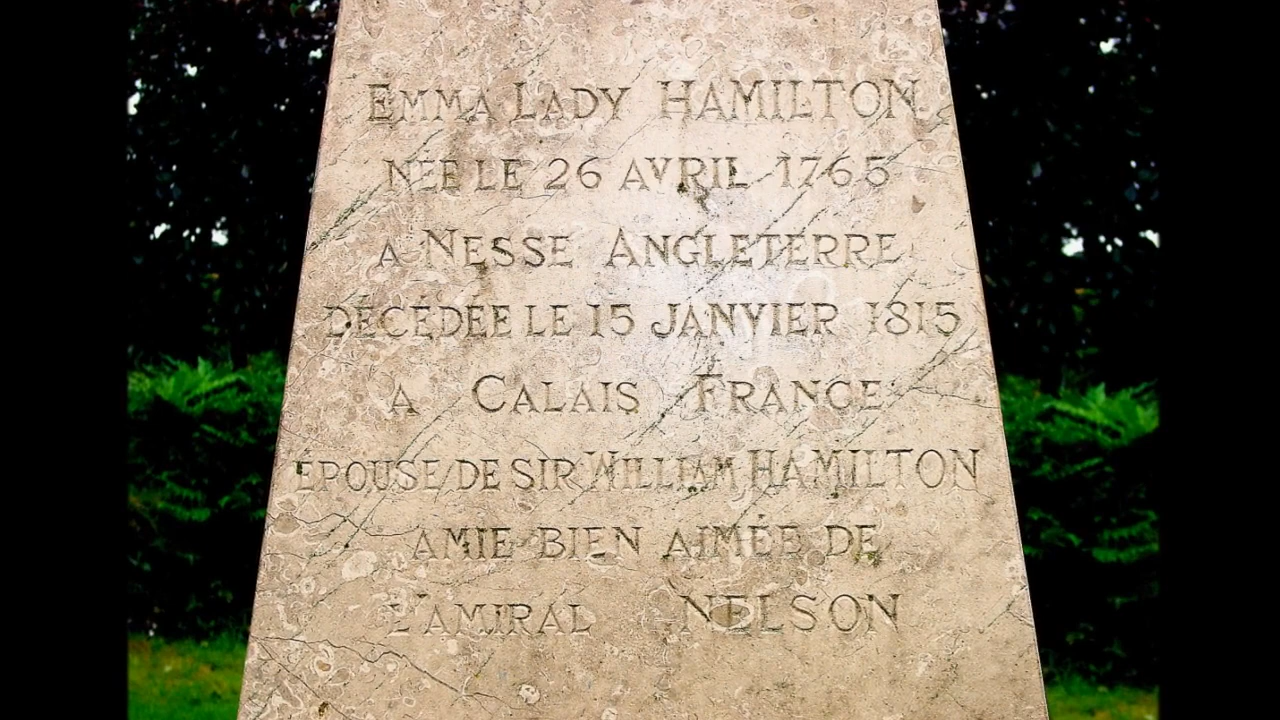 EMMA LADY HAMILTON
NÉE LE 26 AVRIL 1765
A NESSE ANGLETERRE
DÉCÉDÉE LE 15 JANVIER 1815
A CALAIS FRANCE
ÉPOUSE DE SIR WILLIAM HAMILTON
AMIE BIEN AIMÉE DE
L'AMIRAL NELSON